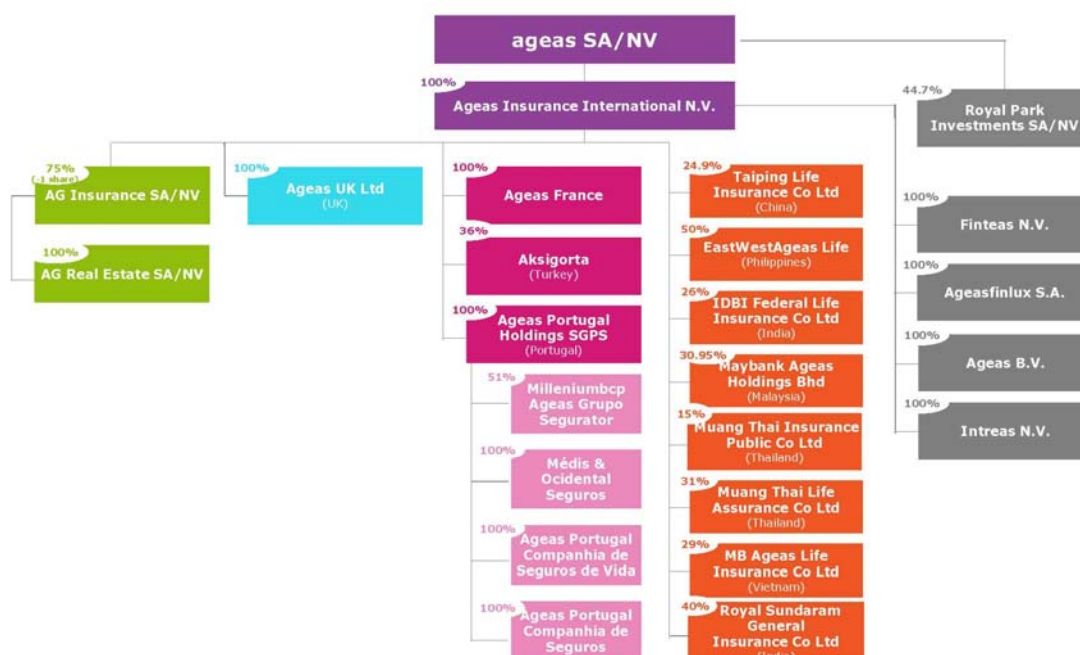 ageas SA/NV
100%
Ageas Insurance International N.V.
44.7%
Royal Park
Investments SA/NV
75%
(-1 share)
AG Insurance SA/NV
100%
AG Real Estate SA/NV
100%
Ageas UK Ltd
(UK)
100%
Ageas France
36%
Aksigorta
(Turkey)
100%
Ageas Portugal
Holdings SGPS
(Portugal)
51%
Milleniumbcp
Ageas Grupo
Segurator
100%
Médis &
Ocidental
Seguros
100%
Ageas Portugal
Companhia de
Seguros de Vida
100%
Ageas Portugal
Companhia de
Seguros
24.9%
Taiping Life
Insurance Co Ltd
(China)
50%
EastWestAgeas Life
(Philippines)
26%
IDBI Federal Life
Insurance Co Ltd
(India)
30.95%
Maybank Ageas
Holdings Bhd
(Malaysia)
15%
Muang Thai Insurance
Public Co Ltd
(Thailand)
31%
Muang Thai Life
Assurance Co Ltd
(Thailand)
29%
MB Ageas Life
Insurance Co Ltd
(Vietnam)
40%
Royal Sundaram
General
Insurance Co Ltd
(India)
100%
Finteas N.V.
100%
Ageasfinlux S.A.
100%
Ageas B.V.
100%
Intreas N.V.